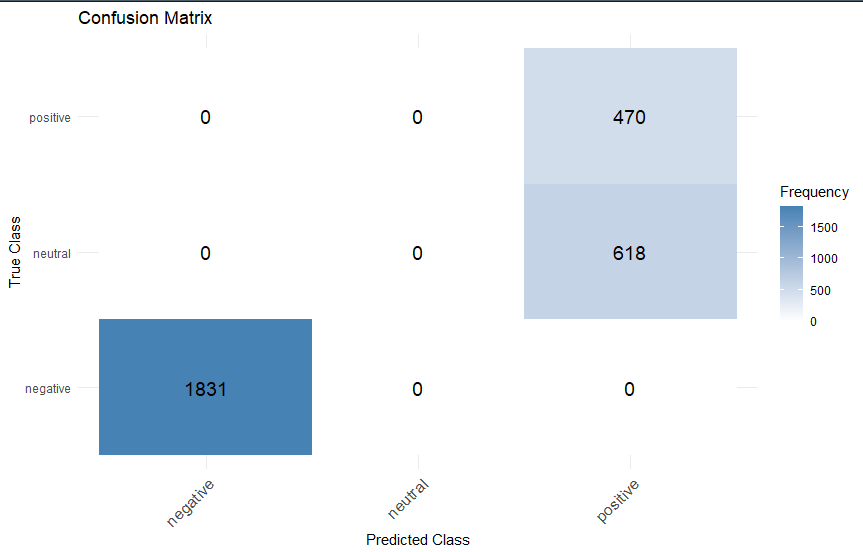 Confusion Matrix
positive 0 0 470
neutral 0 0 618
negative 1831 0 0
True Class
negative neutral positive
Predicted Class
Frequency
1500
1000
500
0